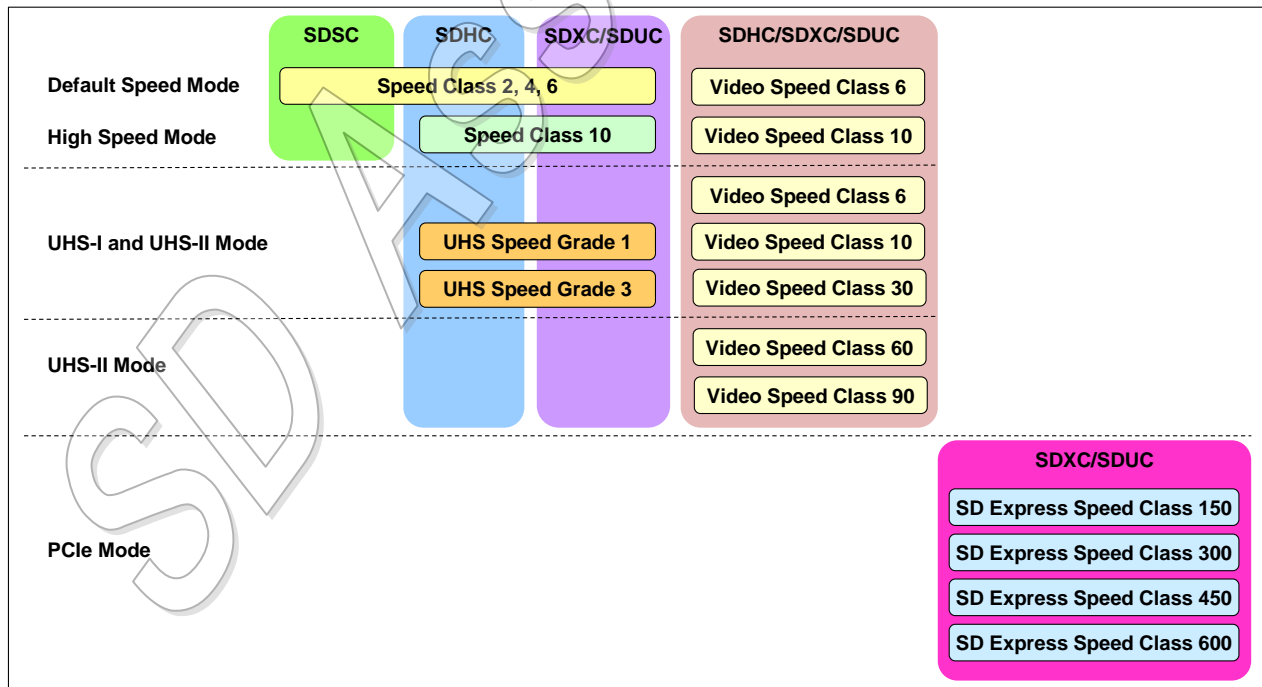 SDSC
SDHC
SDXC/SDUC
SDHC/SDXC/SDUC
Default Speed Mode
Speed Class 2, 4, 6
Video Speed Class 6
High Speed Mode
Speed Class 10
Video Speed Class 10
Video Speed Class 6
UHS-I and UHS-II Mode
UHS Speed Grade 1
Video Speed Class 10
UHS Speed Grade 3
Video Speed Class 30
UHS-II Mode
Video Speed Class 60
Video Speed Class 90
SDXC/SDUC
PCIe Mode
SD Express Speed Class 150
SD Express Speed Class 300
SD Express Speed Class 450
SD Express Speed Class 600
SD Ass